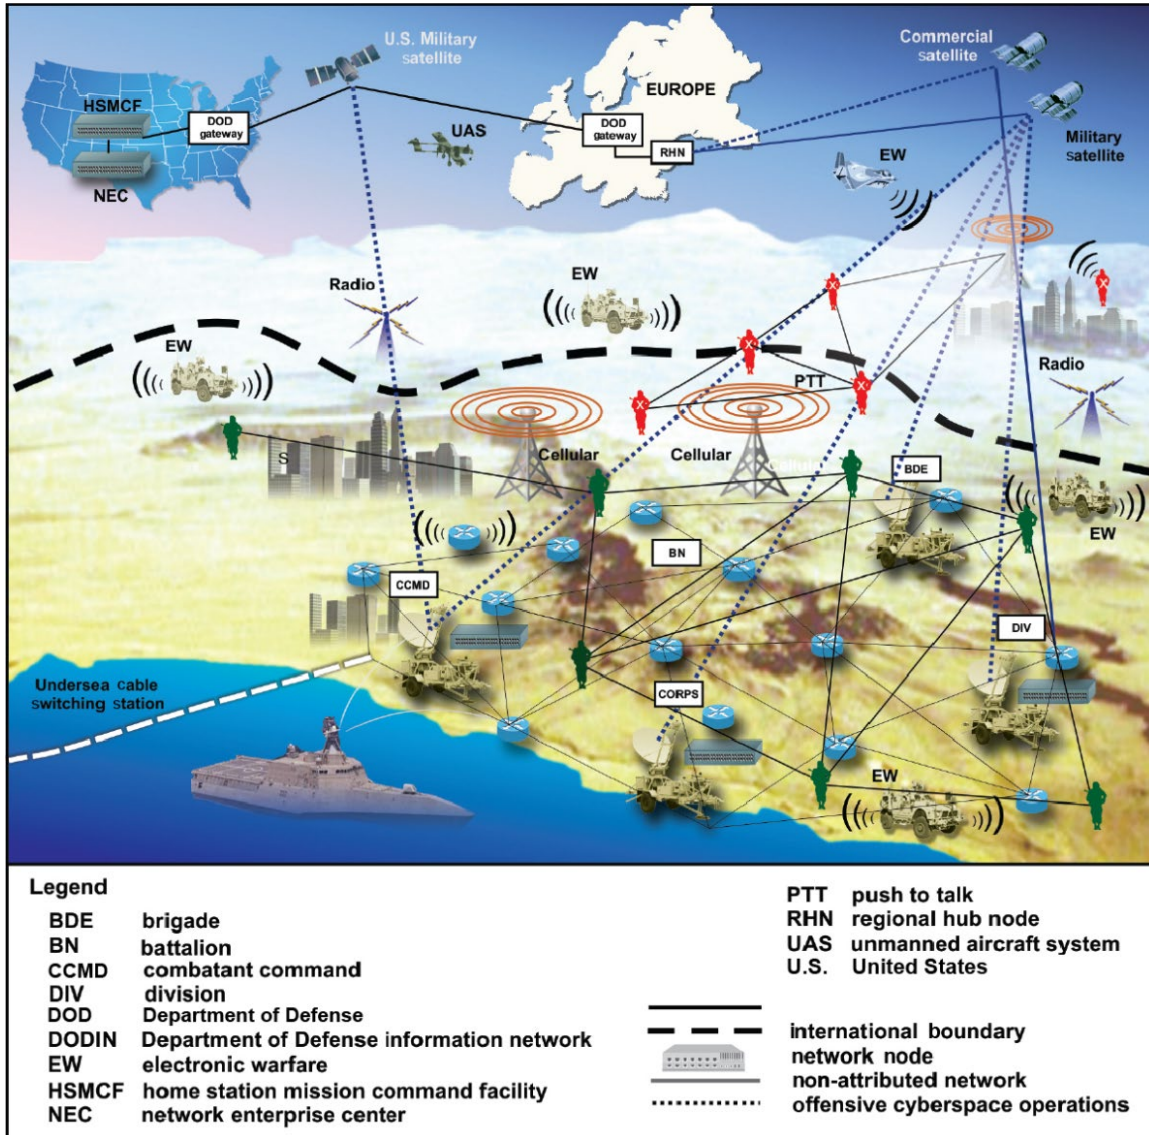 U.S. Military
satellite
Commercial
satellite
HSMCF
DOD
gateway
NEC
UAS
EUROPE
DOD
gateway
RHN
EW
Military
satellite
Radio
EW
EW
PTT
Radio
S
Cellular
Cellular
Cellular
BDE
EW
BN
CCMD
DIV
Undersea cable
switching station
CORPS
EW
Legend
BDE brigade
BN battalion
CCMD combatant command
DIV division
DOD Department of Defense
DODIN Department of Defense information network
EW electronic warfare
HSMCF home station mission command facility
NEC network enterprise center
PTT push to talk
RHN regional hub node
UAS unmanned aircraft system
U.S. United States
international boundary
network node
non-attributed network
offensive cyberspace operations